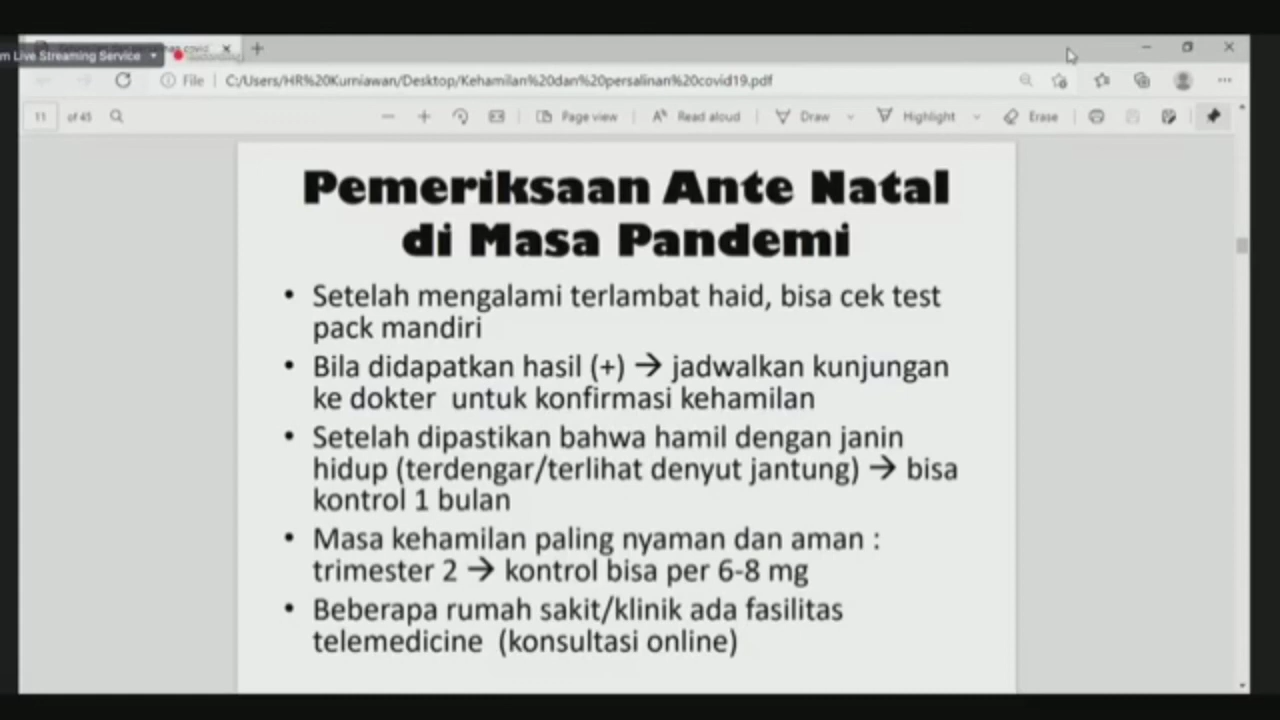 m Live Streaming Service
File C:/Users/HR%20Kurniawan/Desktop/Kehamilan%20dan%20persalinan%20covid19.pdf
11 of 45 Page view Read aloud Draw Highlight Erase
Pemeriksaan Ante Natal
di Masa Pandemi
• Setelah mengalami terlambat haid, bisa cek test
pack mandiri
• Bila didapatkan hasil (+) → jadwalkan kunjungan
ke dokter untuk konfirmasi kehamilan
• Setelah dipastikan bahwa hamil dengan janin
hidup (terdengar/terlihat denyut jantung) → bisa
kontrol 1 bulan
• Masa kehamilan paling nyaman dan aman :
trimester 2 → kontrol bisa per 6-8 mg
• Beberapa rumah sakit/klinik ada fasilitas
telemedicine (konsultasi online)